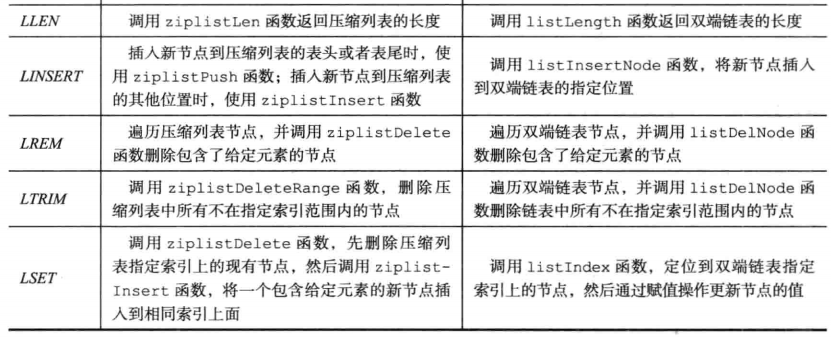 LLEN
调用 ziplistLen 函数返回压缩列表的长度
调用 listLength 函数返回双端链表的长度
LINSERT
插入新节点到压缩列表的表头或者表尾时，使
用 ziplistPush 函数；插入新节点到压缩列表
的其他位置时，使用 ziplistInsert 函数
调用 listInsertNode 函数，将新节点插入
到双端链表的指定位置
LREM
遍历压缩列表节点，并调用 ziplistDelete
函数删除包含了给定元素的节点
遍历双端链表节点，并调用 listDelNode 函
数删除包含了给定元素的节点
LTRIM
调用 ziplistDeleteRange 函数，删除压
缩列表中所有不在指定索引范围内的节点
遍历双端链表节点，并调用 listDelNode 函
数删除链表中所有不在指定索引范围内的节点
LSET
调用 ziplistDelete 函数，先删除压缩列
表指定索引上的现有节点，然后调用 ziplist-
Insert 函数，将一个包含给定元素的新节点插
入到相同索引上面
调用 listIndex 函数，定位到双端链表指定
索引上的节点，然后通过赋值操作更新节点的值